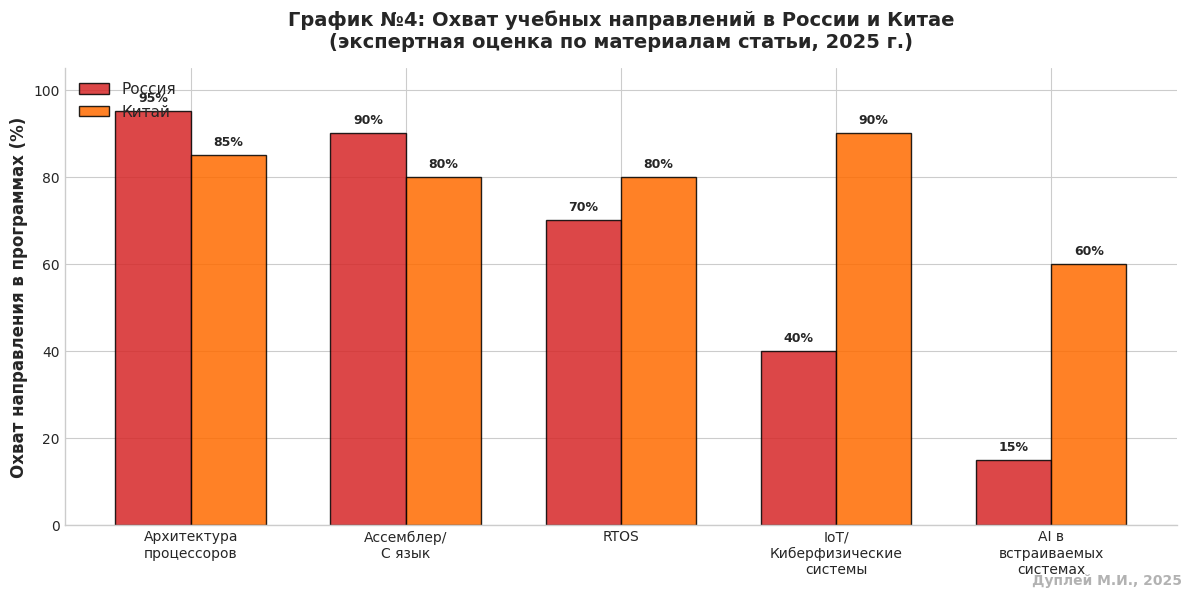 График №4: Охват учебных направлений в России и Китае
(экспертная оценка по материалам статьи, 2025 г.)
Охват направления в программах (%)
100
80
60
40
20
0
Россия
Китай
95%
85%
90%
80%
70%
80%
40%
90%
15%
60%
Архитектура
процессоров
Ассемблер/
C язык
RTOS
IoT/
Киберфизические
системы
AI в
встраиваемых
системах
Дуплей М.И., 2025